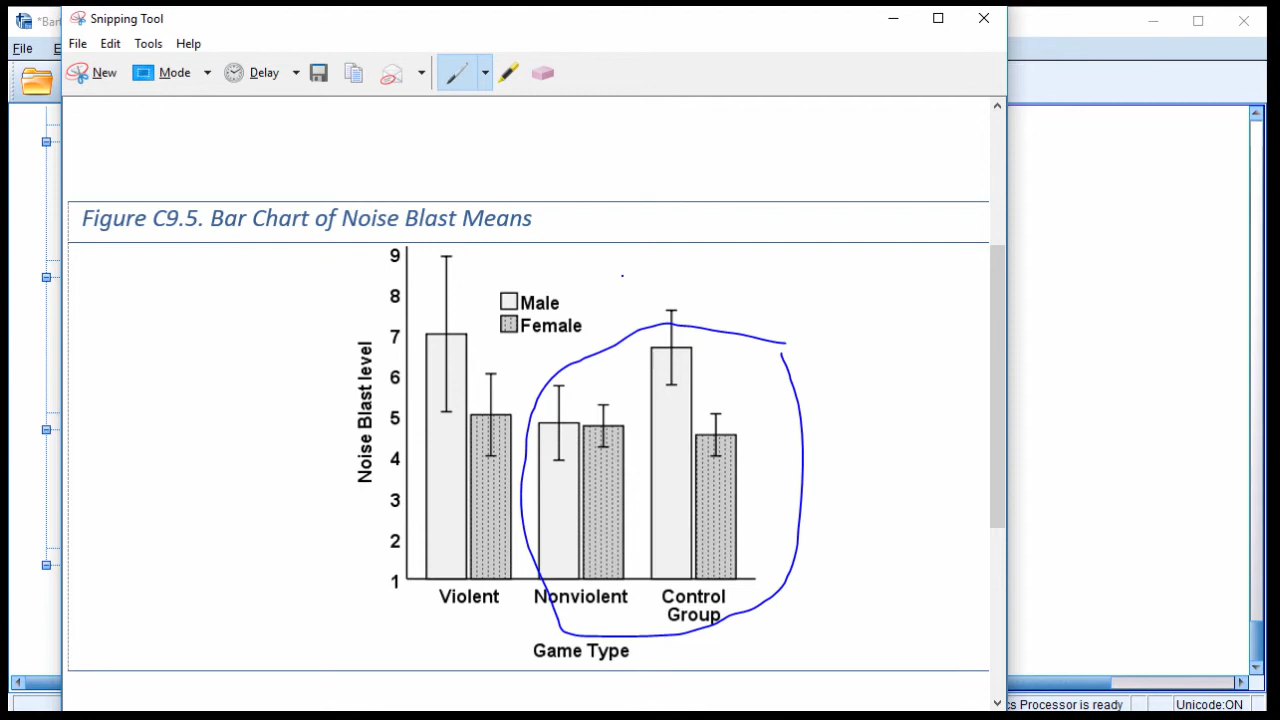 *Bar
Snipping Tool
File
File Edit Tools Help
New Mode Delay
Figure C9.5. Bar Chart of Noise Blast Means
9
8
7
6
5
4
3
2
1
Noise Blast level
Male
Female
Violent Nonviolent Control
Group
Game Type
cs Processor is ready Unicode:ON